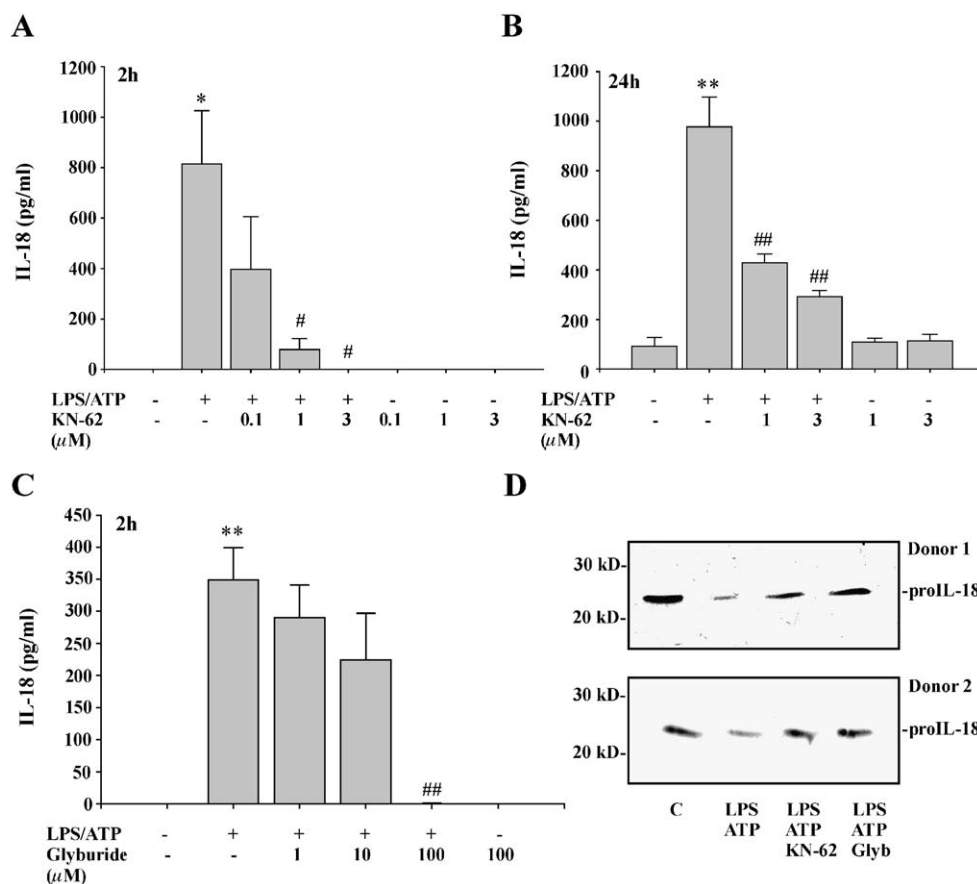 A
1200
2h
1000
800
600
400
200
0
IL-18 (pg/ml)
*
#
#
LPS/ATP - + + + + - - -
KN-62 - - 0.1 1 3 0.1 1 3
(μM)
B
1200
24h
1000
800
600
400
200
0
IL-18 (pg/ml)
**
##
##
LPS/ATP - + + + - -
KN-62 - - 1 3 1 3
(μM)
C
450
2h
400
350
300
250
200
150
100
50
0
IL-18 (pg/ml)
**
##
LPS/ATP - + + + + -
Glyburide - - 1 10 100 100
(μM)
D
Donor 1
30 kD-
-proIL-18
20 kD-
Donor 2
30 kD-
-proIL-18
20 kD-
C LPS LPS LPS
ATP ATP ATP
KN-62 Glyb